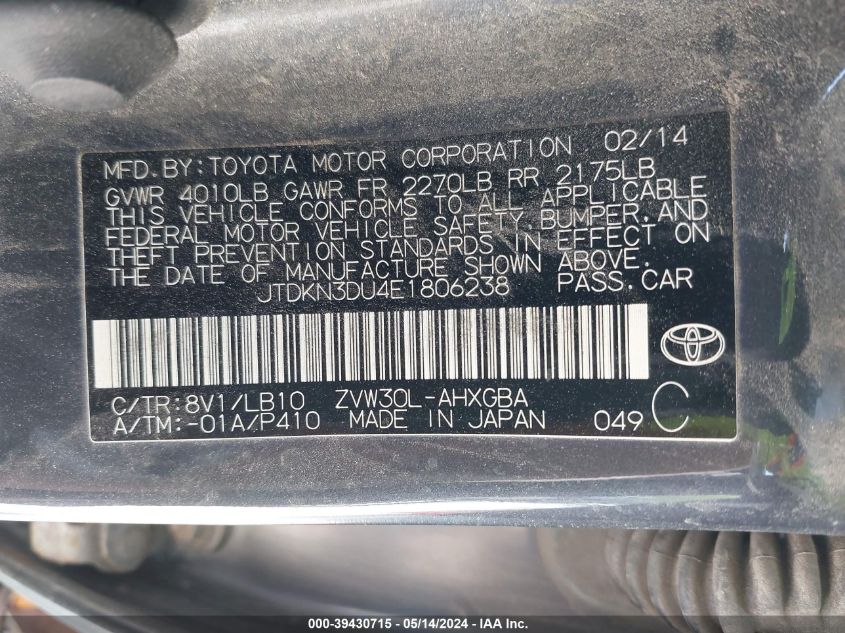 MFD. BY: TOYOTA MOTOR CORPORATION 02/14
GVWR 4010LB GAWR FR 2270LB RR 2175LB
THIS VEHICLE CONFORMS TO ALL APPLICABLE
FEDERAL MOTOR VEHICLE SAFETY, BUMPER, AND
THEFT PREVENTION STANDARDS IN EFFECT ON
THE DATE OF MANUFACTURE SHOWN ABOVE.
JTDKN3DU4E1806238 PASS. CAR
C/TR: 8V1/LB10 ZVW30L-AHXGBA
A/TM: -01A/P410 MADE IN JAPAN 049 C
000-39430715 - 05/14/2024 - IAA Inc.